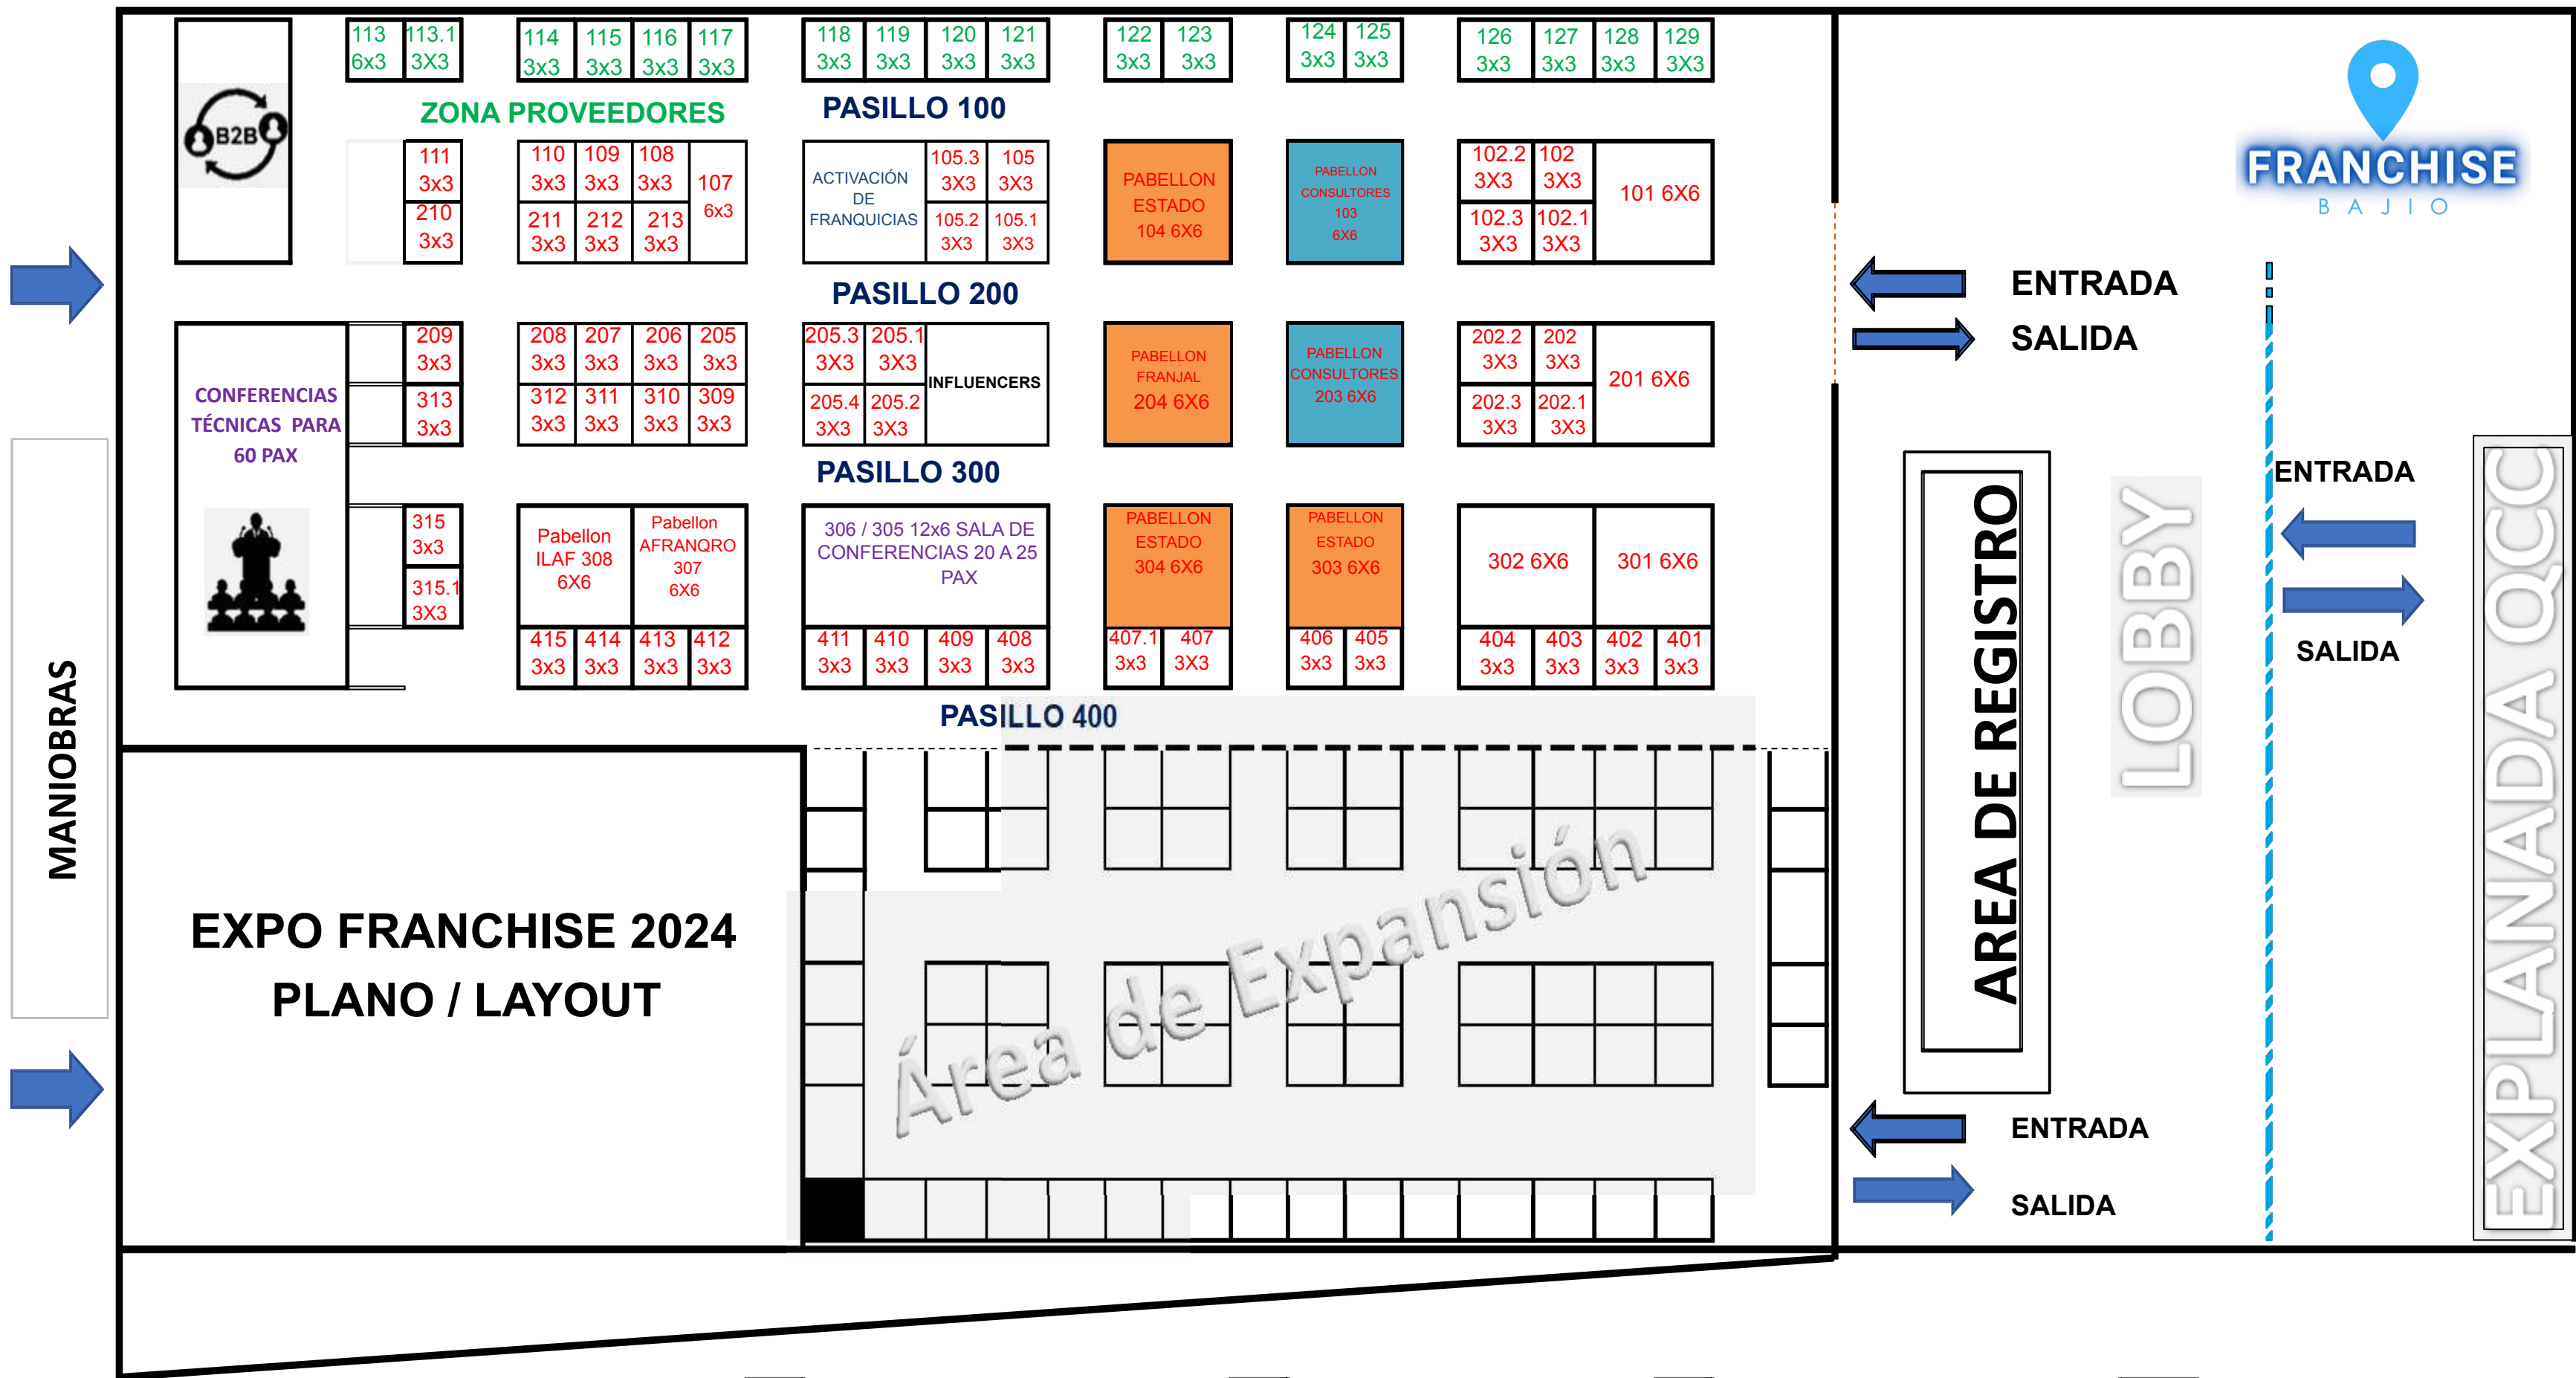 113 113.1 114 115 116 117 118 119 120 121 122 123 124 125 126 127 128 129
6x3 3X3 3x3 3x3 3x3 3x3 3x3 3x3 3x3 3x3 3x3 3x3 3x3 3x3 3x3 3x3 3x3 3X3
ZONA PROVEEDORES
PASILLO 100
B2B
FRANCHISE
BAJIO
111
3x3
210
3x3
110 109 108
3x3 3x3 3x3
107
6x3
211 212 213
3x3 3x3 3x3
ACTIVACIÓN
DE
FRANQUICIAS
105.3 105
3X3 3X3
105.2 105.1
3X3 3X3
PABELLON
ESTADO
104 6X6
PABELLON
CONSULTORES
103
6X6
102.2 102
3X3 3X3
102.3 102.1
3X3 3X3
101 6X6
PASILLO 200
ENTRADA
SALIDA
CONFERENCIAS
TÉCNICAS PARA
60 PAX
209
3x3
313
3x3
208 207 206 205
3x3 3x3 3x3 3x3
312 311 310 309
3x3 3x3 3x3 3x3
205.3 205.1
3X3 3X3
205.4 205.2
3X3 3X3
INFLUENCERS
PABELLON
FRANJAL
204 6X6
PABELLON
CONSULTORES
203 6X6
202.2 202
3X3 3X3
202.3 202.1
3X3 3X3
201 6X6
PASILLO 300
315
3x3
315.1
3X3
Pabellon
ILAF 308
6X6
Pabellon
AFRANQRO
307
6X6
306 / 305 12x6 SALA DE
CONFERENCIAS 20 A 25
PAX
PABELLON
ESTADO
304 6X6
PABELLON
ESTADO
303 6X6
302 6X6
301 6X6
415 414 413 412 411 410 409 408 407.1 407 406 405 404 403 402 401
3x3 3x3 3x3 3x3 3x3 3x3 3x3 3x3 3x3 3X3 3x3 3x3 3x3 3x3 3x3 3x3
PASILLO 400
MANIOBRAS
EXPO FRANCHISE 2024
PLANO / LAYOUT
Área de Expansión
AREA DE REGISTRO
LOBBY
ENTRADA
SALIDA
EXPLANADA QCC
ENTRADA
SALIDA